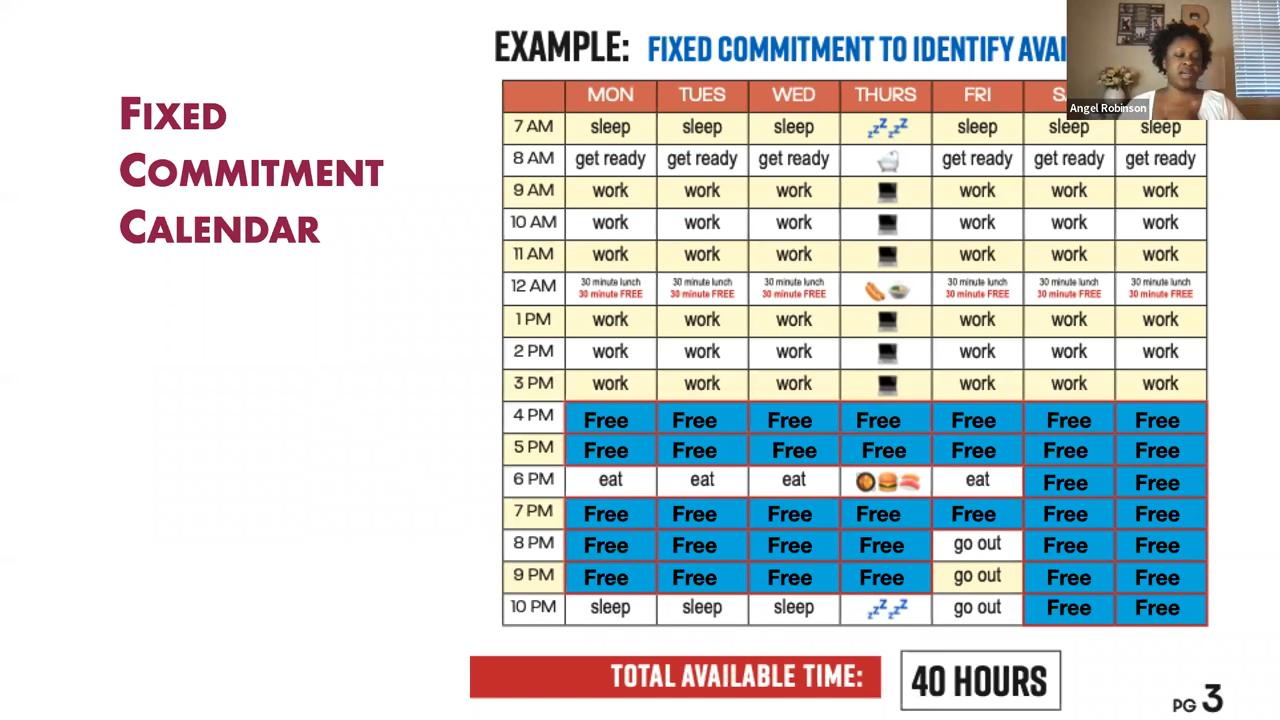 FIXED
COMMITMENT
CALENDAR
EXAMPLE: FIXED COMMITMENT TO IDENTIFY
Angel Robinson
MON TUES WED THURS FRI
7 AM sleep sleep sleep sleep sleep sleep
8 AM get ready get ready get ready get ready get ready get ready
9 AM work work work work work work
10 AM work work work work work work
11 AM work work work work work work
12 AM 30 minute lunch 30 minute lunch 30 minute lunch 30 minute lunch 30 minute lunch 30 minute lunch
30 minute FREE 30 minute FREE 30 minute FREE 30 minute FREE 30 minute FREE 30 minute FREE
1 PM work work work work work work
2 PM work work work work work work
3 PM work work work work work work
4 PM Free Free Free Free Free Free Free
5 PM Free Free Free Free Free Free Free
6 PM eat eat eat eat Free Free
7 PM Free Free Free Free Free Free Free
8 PM Free Free Free Free go out Free Free
9 PM Free Free Free Free go out Free Free
10 PM sleep sleep sleep zzZ zZ go out Free Free
TOTAL AVAILABLE TIME: 40 HOURS
PG 3